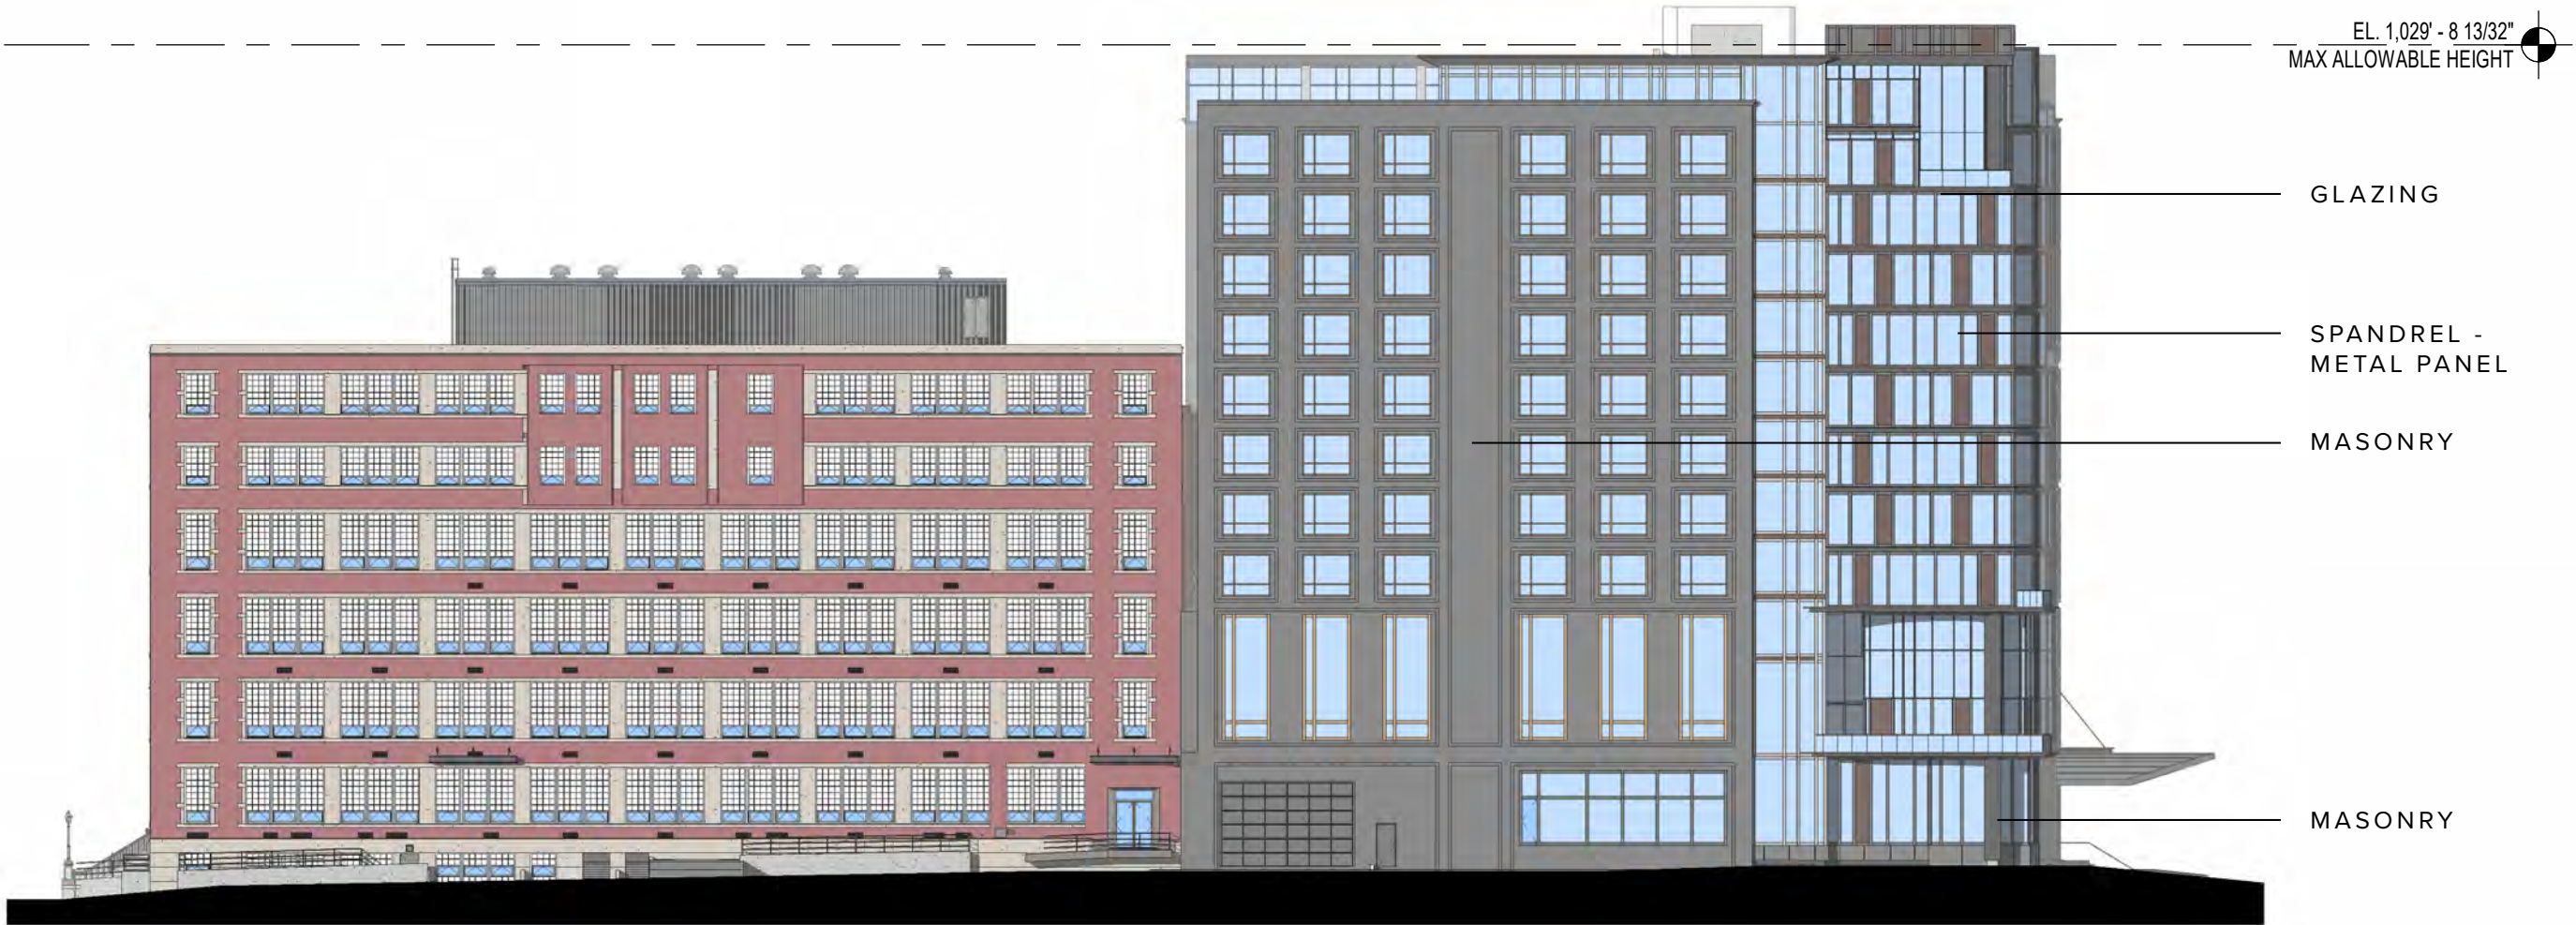 EL. 1,029' - 8 13/32"
MAX ALLOWABLE HEIGHT
GLAZING
SPANDREL -
METAL PANEL
MASONRY
MASONRY